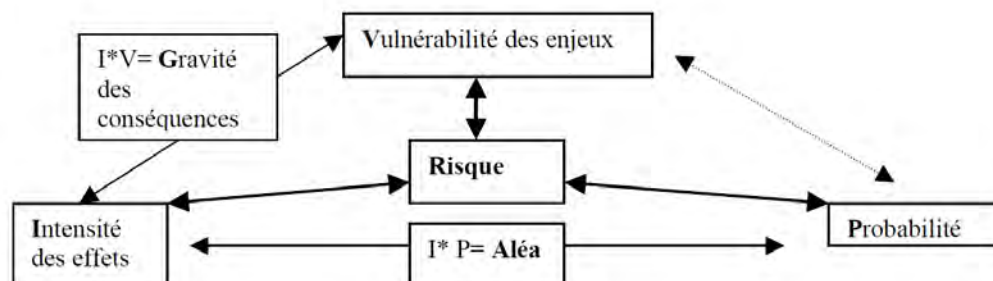 Vulnérabilité des enjeux
I*V= Gravité
des
conséquences
Risque
Intensité
des effets
I* P= Aléa
Probabilité